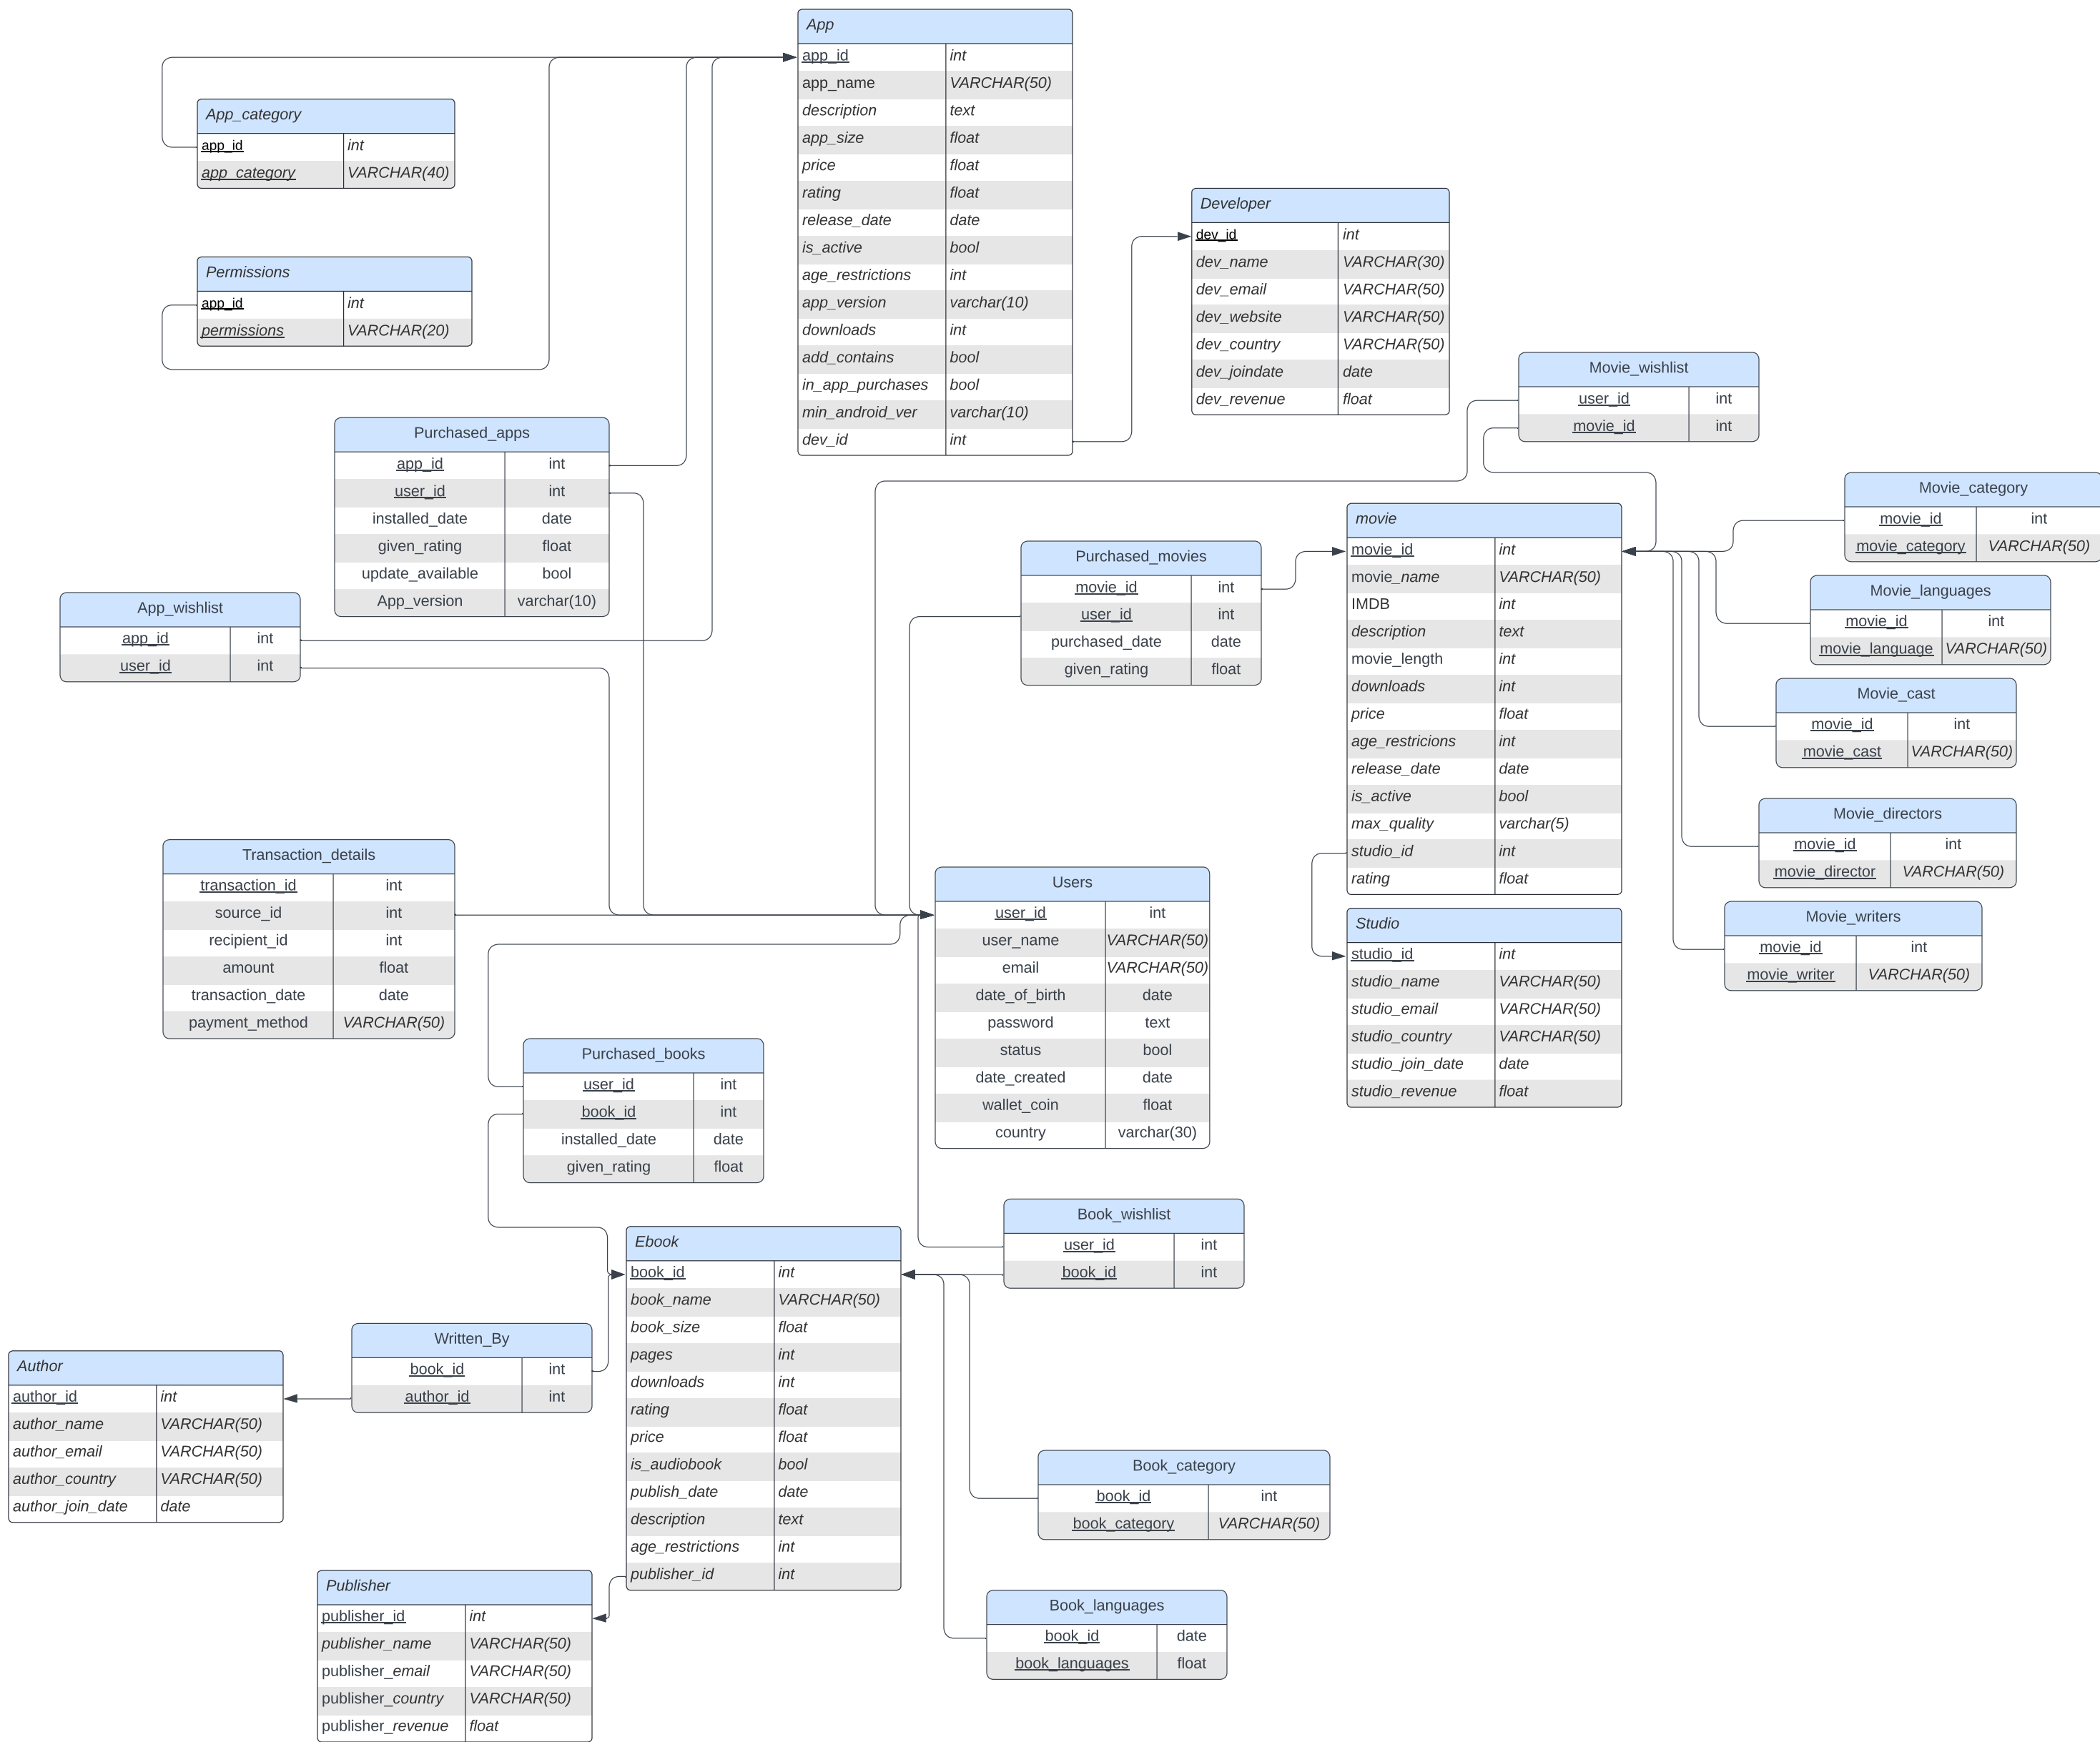 App
app_id int
app_name VARCHAR(50)
description text
app_size float
price float
rating float
release_date date
is_active bool
age_restrictions int
app_version varchar(10)
downloads int
add_contains bool
in_app_purchases bool
min_android_ver varchar(10)
dev_id int
App_category
app_id int
app_category VARCHAR(40)
Permissions
app_id int
permissions VARCHAR(20)
Developer
dev_id int
dev_name VARCHAR(30)
dev_email VARCHAR(50)
dev_website VARCHAR(50)
dev_country VARCHAR(50)
dev_joindate date
dev_revenue float
Movie_wishlist
user_id int
movie_id int
Purchased_apps
app_id int
user_id int
installed_date date
given_rating float
update_available bool
App_version varchar(10)
App_wishlist
app_id int
user_id int
Purchased_movies
movie_id int
user_id int
purchased_date date
given_rating float
movie
movie_id int
movie_name VARCHAR(50)
IMDB int
description text
movie_length int
downloads int
price float
age_restricions int
release_date date
is_active bool
max_quality varchar(5)
studio_id int
rating float
Movie_category
movie_id int
movie_category VARCHAR(50)
Movie_languages
movie_id int
movie_language VARCHAR(50)
Movie_cast
movie_id int
movie_cast VARCHAR(50)
Movie_directors
movie_id int
movie_director VARCHAR(50)
Movie_writers
movie_id int
movie_writer VARCHAR(50)
Transaction_details
transaction_id int
source_id int
recipient_id int
amount float
transaction_date date
payment_method VARCHAR(50)
Users
user_id int
user_name VARCHAR(50)
email VARCHAR(50)
date_of_birth date
password text
status bool
date_created date
wallet_coin float
country varchar(30)
Studio
studio_id int
studio_name VARCHAR(50)
studio_email VARCHAR(50)
studio_country VARCHAR(50)
studio_join_date date
studio_revenue float
Purchased_books
user_id int
book_id int
installed_date date
given_rating float
Book_wishlist
user_id int
book_id int
Ebook
book_id int
book_name VARCHAR(50)
book_size float
pages int
downloads int
rating float
price float
is_audiobook bool
publish_date date
description text
age_restrictions int
publisher_id int
Written_By
book_id int
author_id int
Author
author_id int
author_name VARCHAR(50)
author_email VARCHAR(50)
author_country VARCHAR(50)
author_join_date date
Book_category
book_id int
book_category VARCHAR(50)
Publisher
publisher_id int
publisher_name VARCHAR(50)
publisher_email VARCHAR(50)
publisher_country VARCHAR(50)
publisher_revenue float
Book_languages
book_id date
book_languages float